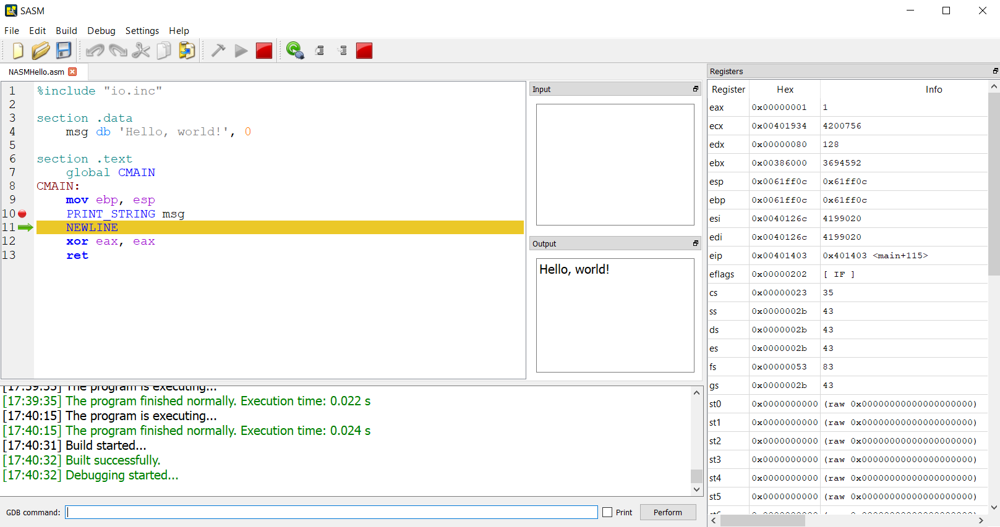 SASM
File Edit Build Debug Settings Help
NASMHello.asm
1 %include "io.inc"
2
3 section .data
4 msg db 'Hello, world!', 0
5
6 section .text
7 global CMAIN
8 CMAIN:
9 mov ebp, esp
10 PRINT_STRING msg
11 NEWLINE
12 xor eax, eax
13 ret
Input
Output
Hello, world!
[17:39:35] The program is executing...
[17:39:35] The program finished normally. Execution time: 0.022 s
[17:40:15] The program is executing...
[17:40:15] The program finished normally. Execution time: 0.024 s
[17:40:31] Build started...
[17:40:32] Built successfully.
[17:40:32] Debugging started...
GDB command:
Print
Perform
Registers
Register Hex Info
eax 0x00000001 1
ecx 0x00401934 4200756
edx 0x00000080 128
ebx 0x00386000 3694592
esp 0x0061ff0c 0x61ff0c
ebp 0x0061ff0c 0x61ff0c
esi 0x0040126c 4199020
edi 0x0040126c 4199020
eip 0x00401403 0x401403 <main+115>
eflags 0x00000202 [ IF ]
cs 0x00000023 35
ss 0x0000002b 43
ds 0x0000002b 43
es 0x0000002b 43
fs 0x00000053 83
gs 0x0000002b 43
st0 0x0000000000 (raw 0x00000000000000000000)
st1 0x0000000000 (raw 0x00000000000000000000)
st2 0x0000000000 (raw 0x00000000000000000000)
st3 0x0000000000 (raw 0x00000000000000000000)
st4 0x0000000000 (raw 0x00000000000000000000)
st5 0x0000000000 (raw 0x00000000000000000000)